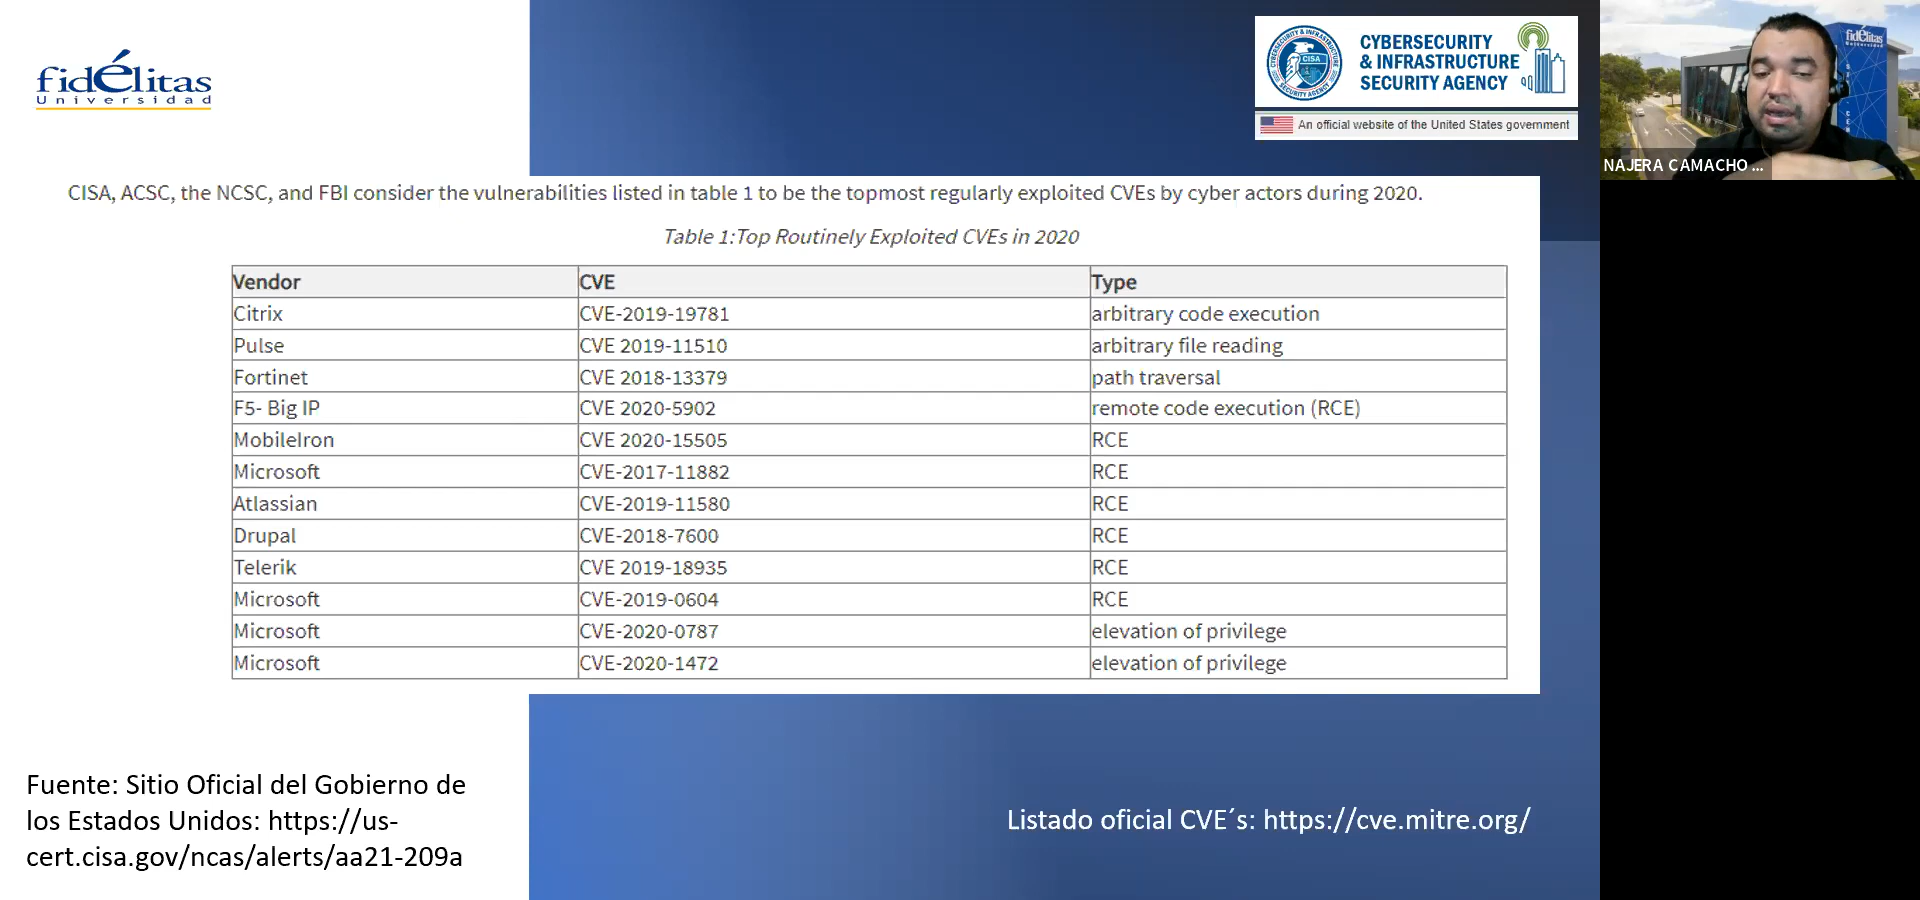 fidélitas
Universidad
CYBERSECURITY
& INFRASTRUCTURE
SECURITY AGENCY
CYBERSECURITY & INFRASTRUCTURE
CISA
SECURITY AGENCY
An official website of the United States government
fidélitas
Universidad
NAJERA CAMACHO ...
CISA, ACSC, the NCSC, and FBI consider the vulnerabilities listed in table 1 to be the topmost regularly exploited CVEs by cyber actors during 2020.
Table 1:Top Routinely Exploited CVEs in 2020
Vendor CVE Type
Citrix CVE-2019-19781 arbitrary code execution
Pulse CVE 2019-11510 arbitrary file reading
Fortinet CVE 2018-13379 path traversal
F5- Big IP CVE 2020-5902 remote code execution (RCE)
MobileIron CVE 2020-15505 RCE
Microsoft CVE-2017-11882 RCE
Atlassian CVE-2019-11580 RCE
Drupal CVE-2018-7600 RCE
Telerik CVE 2019-18935 RCE
Microsoft CVE-2019-0604 RCE
Microsoft CVE-2020-0787 elevation of privilege
Microsoft CVE-2020-1472 elevation of privilege
Fuente: Sitio Oficial del Gobierno de
los Estados Unidos: https://us-
cert.cisa.gov/ncas/alerts/aa21-209a
Listado oficial CVE´s: https://cve.mitre.org/